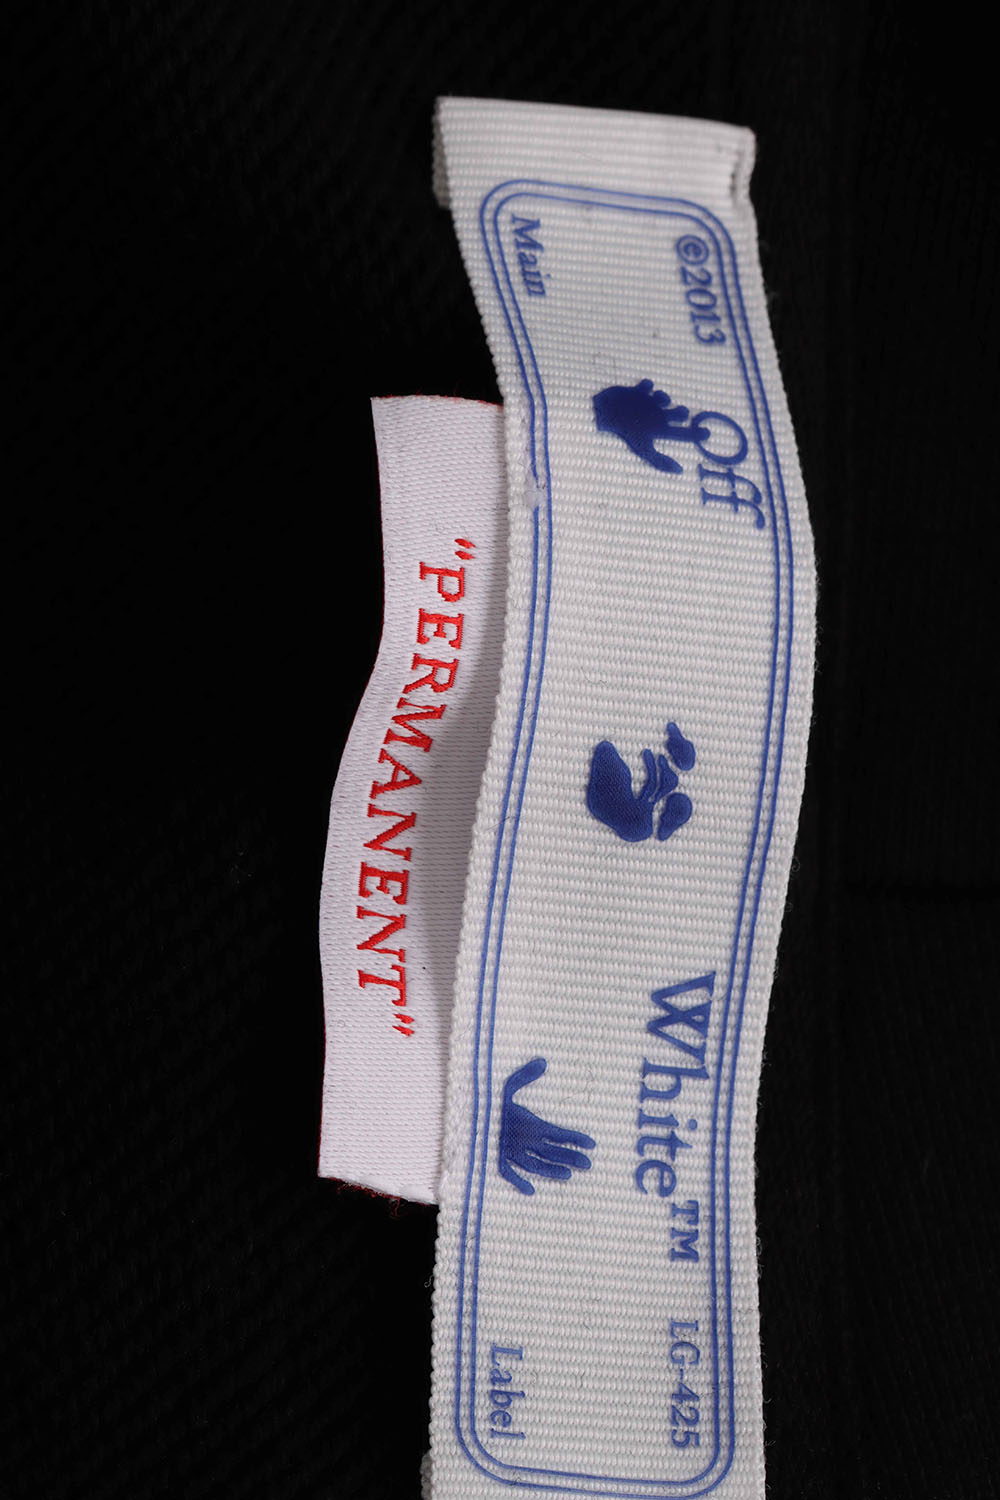 ©2013
Off
White™
LG-425
Main
Label
"PERMANENT"